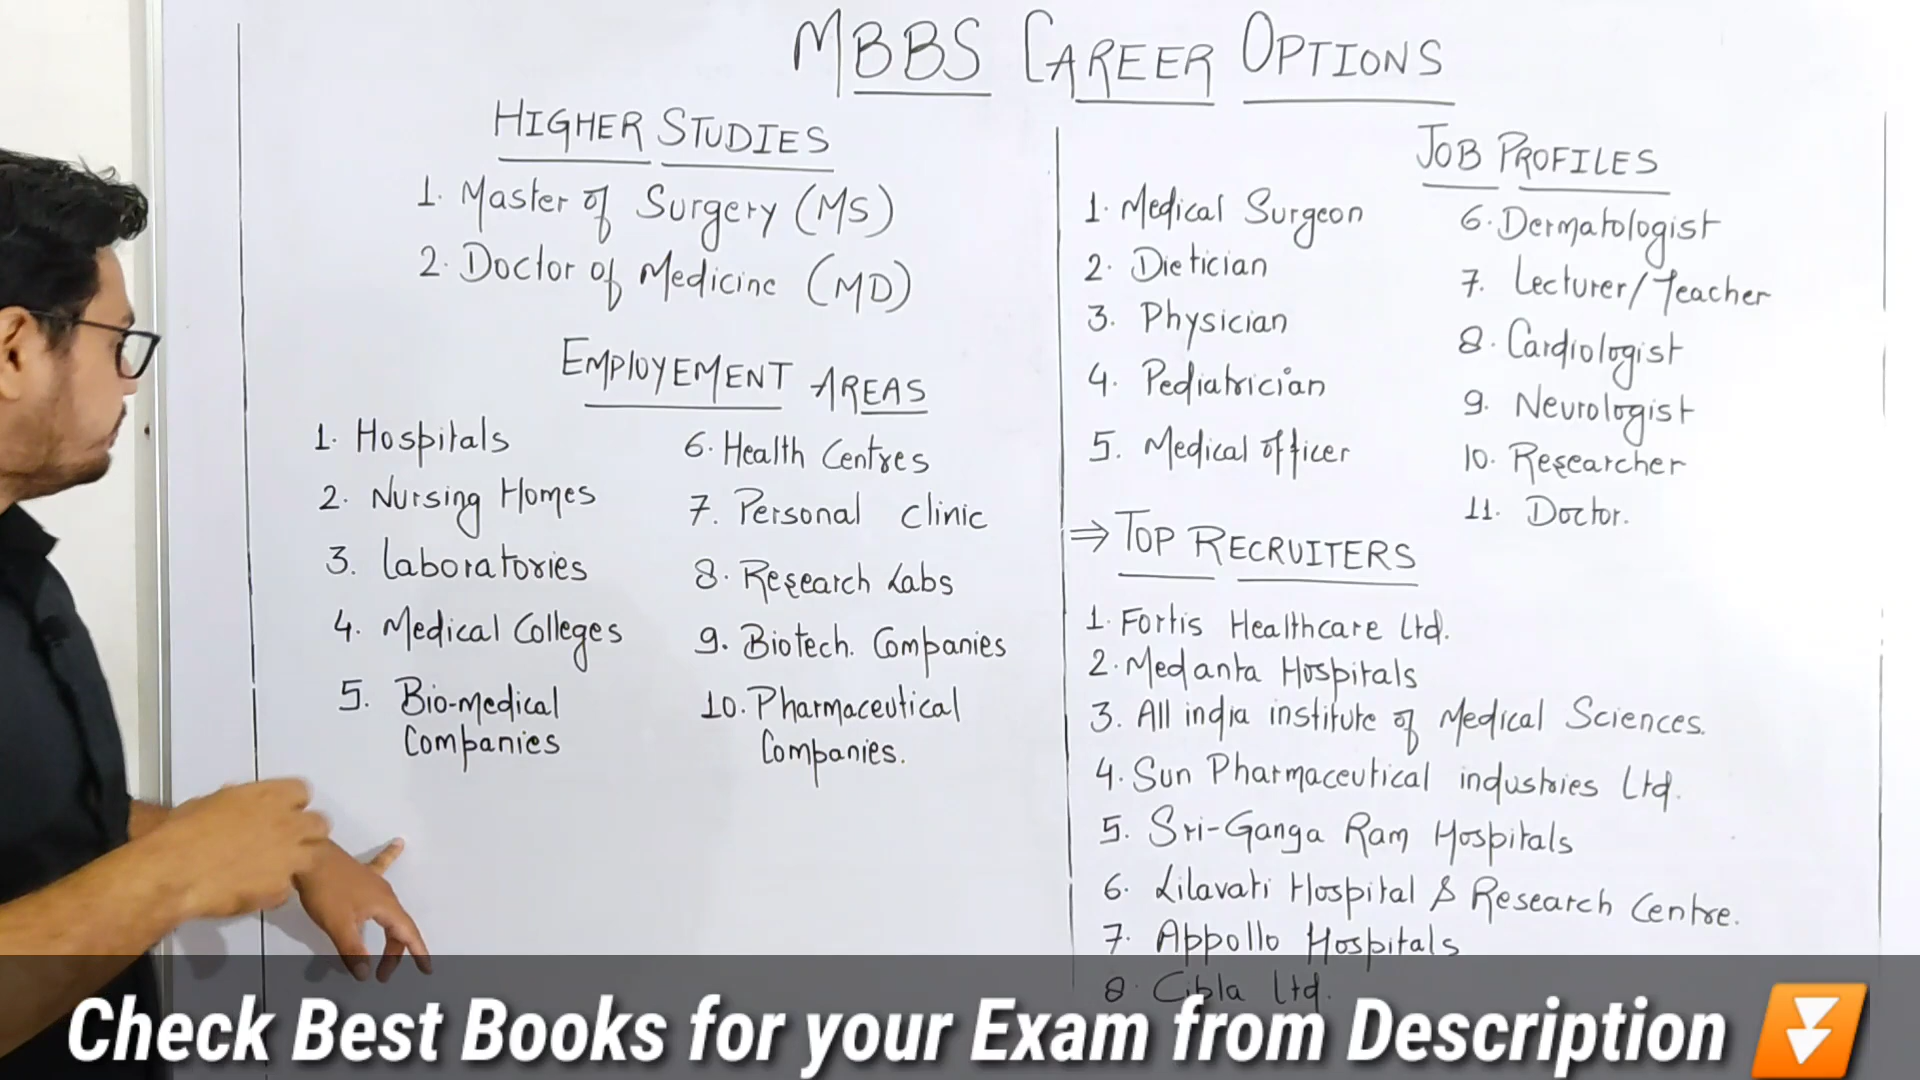 MBBS CAREER OPTIONS
HIGHER STUDIES
1. Master of Surgery (MS)
2. Doctor of Medicine (MD)
EMPLOYEMENT AREAS
1. Hospitals
2. Nursing Homes
3. Laboratories
4. Medical Colleges
5. Bio-medical
Companies
6. Health Centres
7. Personal Clinic
8. Research Labs
9. Biotech. Companies
10. Pharmaceutical
Companies.
JOB PROFILES
1. Medical Surgeon
2. Dietician
3. Physician
4. Pediatrician
5. Medical officer
6. Dermatologist
7. Lecturer/Teacher
8. Cardiologist
9. Neurologist
10. Researcher
11. Doctor.
⇒ TOP RECRUITERS
1. Fortis Healthcare Ltd.
2. Medanta Hospitals
3. All india institute of Medical Sciences.
4. Sun Pharmaceutical industries Ltd.
5. Sri-Ganga Ram Hospitals
6. Lilavati Hospital & Research Centre.
7. Appollo Hospitals
8. Cibla Ltd.
Check Best Books for your Exam from Description